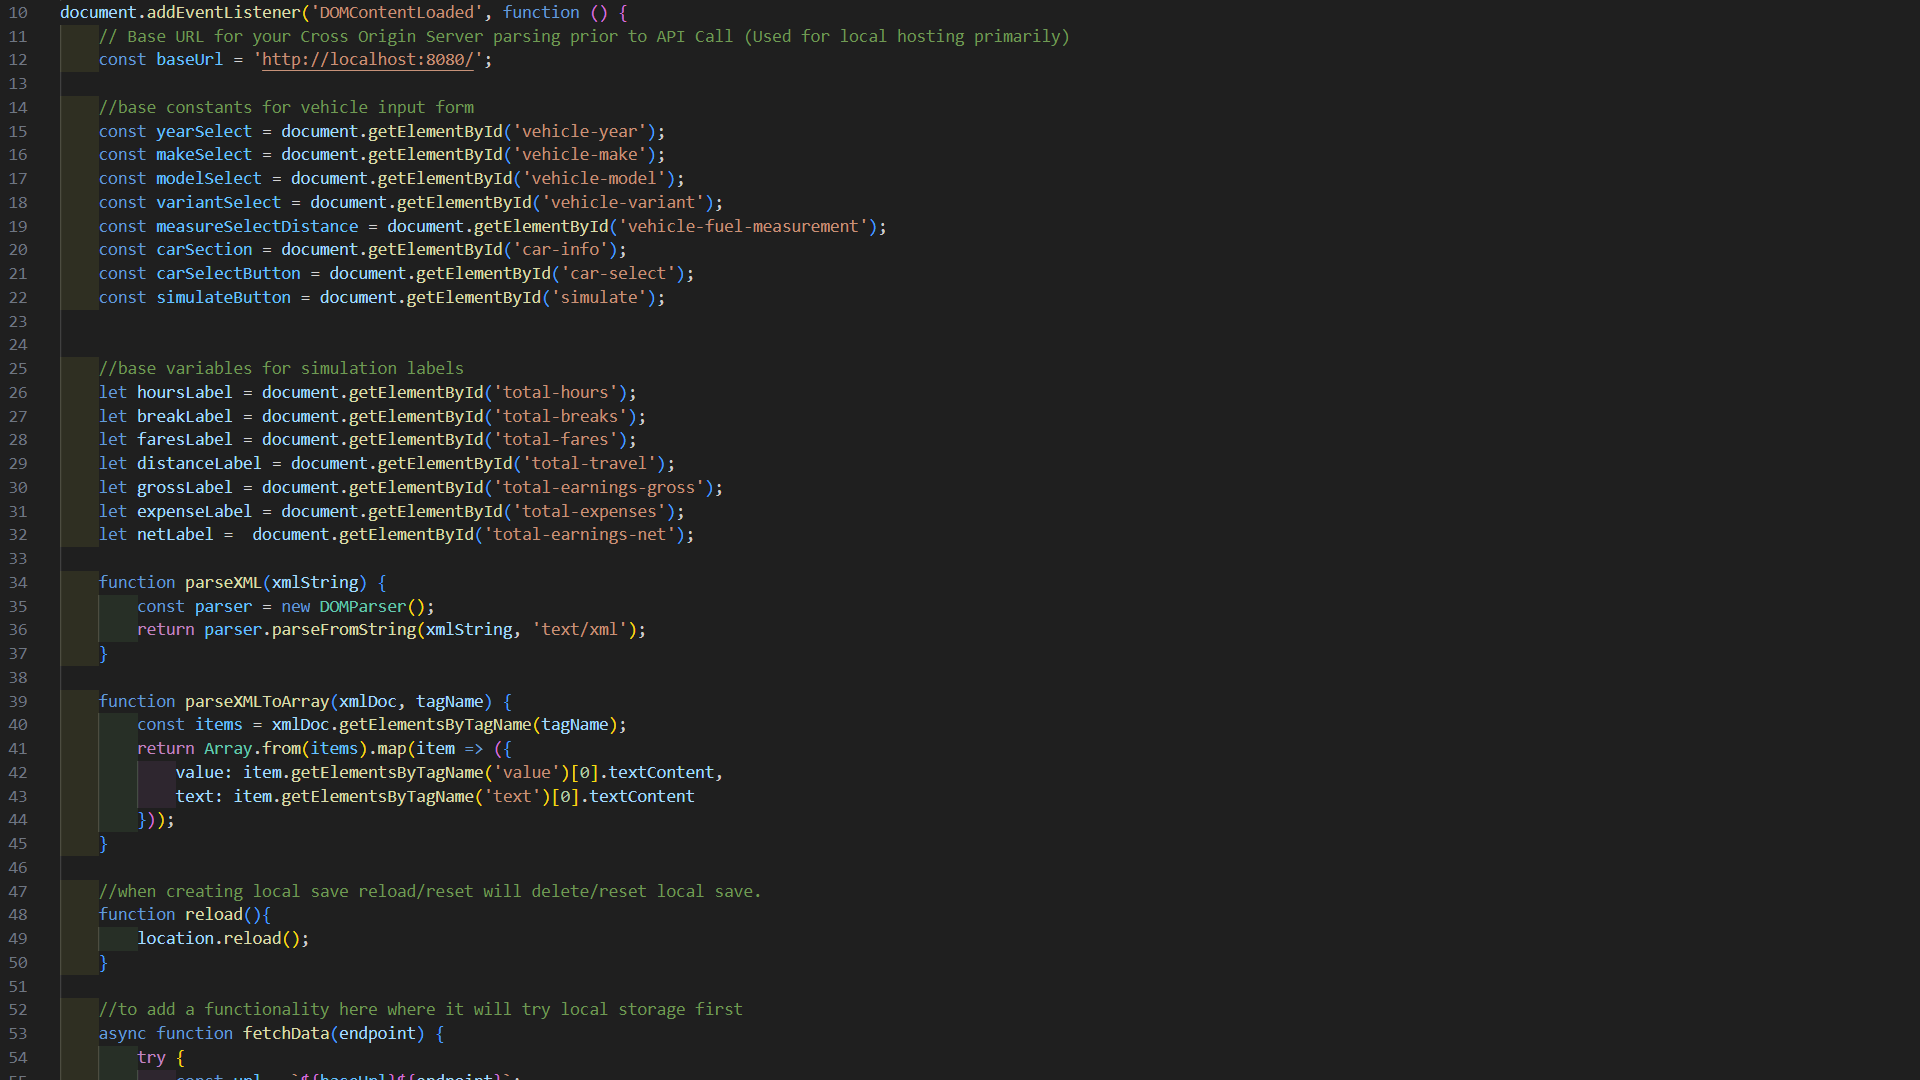 10 document.addEventListener('DOMContentLoaded', function () {
11     // Base URL for your Cross Origin Server parsing prior to API Call (Used for local hosting primarily)
12     const baseUrl = 'http://localhost:8080/';
13
14     //base constants for vehicle input form
15     const yearSelect = document.getElementById('vehicle-year');
16     const makeSelect = document.getElementById('vehicle-make');
17     const modelSelect = document.getElementById('vehicle-model');
18     const variantSelect = document.getElementById('vehicle-variant');
19     const measureSelectDistance = document.getElementById('vehicle-fuel-measurement');
20     const carSection = document.getElementById('car-info');
21     const carSelectButton = document.getElementById('car-select');
22     const simulateButton = document.getElementById('simulate');
23
24
25     //base variables for simulation labels
26     let hoursLabel = document.getElementById('total-hours');
27     let breakLabel = document.getElementById('total-breaks');
28     let faresLabel = document.getElementById('total-fares');
29     let distanceLabel = document.getElementById('total-travel');
30     let grossLabel = document.getElementById('total-earnings-gross');
31     let expenseLabel = document.getElementById('total-expenses');
32     let netLabel =  document.getElementById('total-earnings-net');
33
34     function parseXML(xmlString) {
35         const parser = new DOMParser();
36         return parser.parseFromString(xmlString, 'text/xml');
37     }
38
39     function parseXMLToArray(xmlDoc, tagName) {
40         const items = xmlDoc.getElementsByTagName(tagName);
41         return Array.from(items).map(item => ({
42             value: item.getElementsByTagName('value')[0].textContent,
43             text: item.getElementsByTagName('text')[0].textContent
44         }));
45     }
46
47     //when creating local save reload/reset will delete/reset local save.
48     function reload(){
49         location.reload();
50     }
51
52     //to add a functionality here where it will try local storage first
53     async function fetchData(endpoint) {
54         try {
55             const url = `${baseUrl}${endpoint}`;